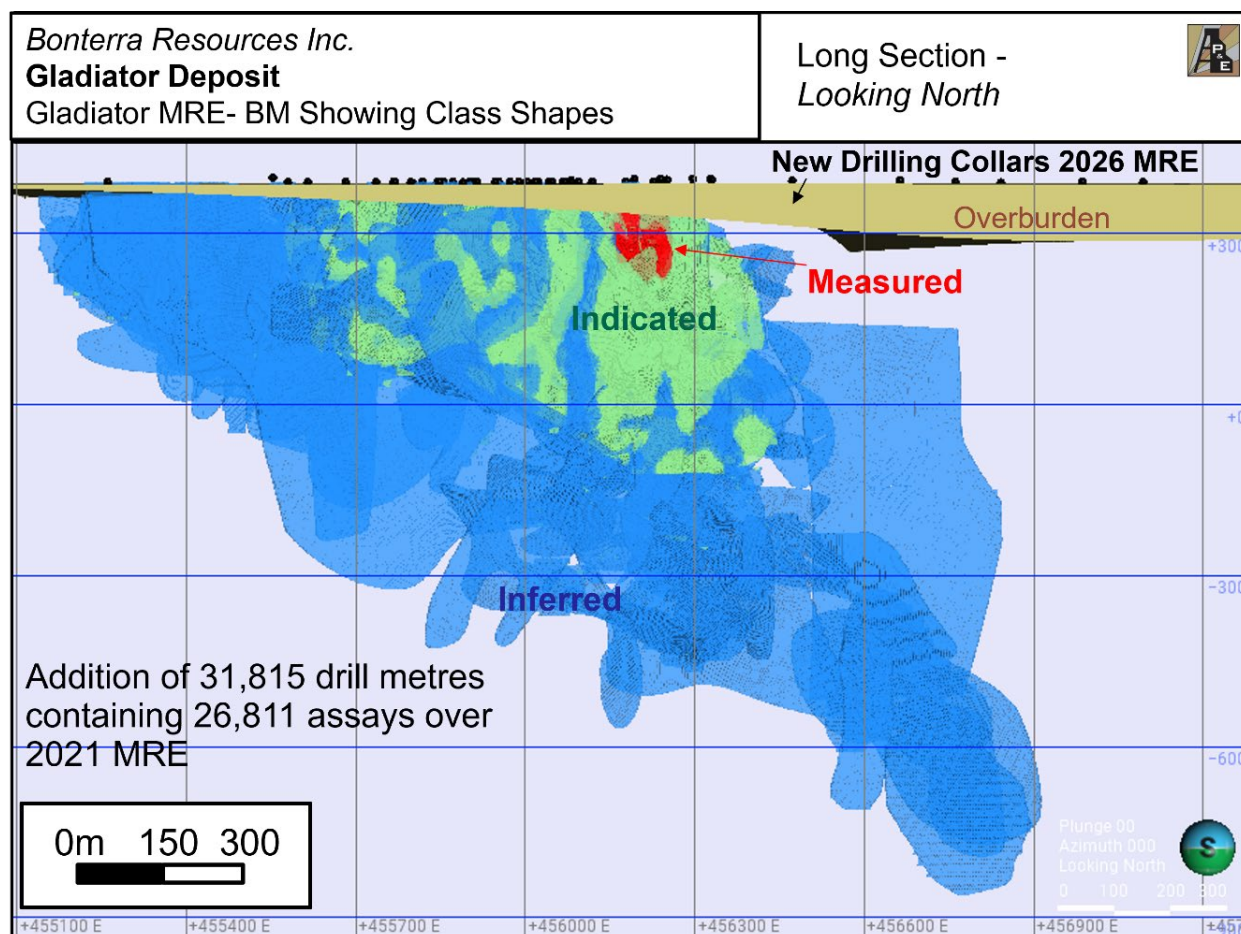 Bonterra Resources Inc.
Gladiator Deposit
Gladiator MRE- BM Showing Class Shapes
Long Section -
Looking North
A P & E
New Drilling Collars 2026 MRE
Overburden
+300
Measured
Indicated
+0
-300
Inferred
Addition of 31,815 drill metres
containing 26,811 assays over
2021 MRE
-600
0m 150 300
Plunge 00
Azimuth 000
Looking North
S
0 100 200 300
+455100 E +455400 E +455700 E +456000 E +456300 E +456600 E +456900 E